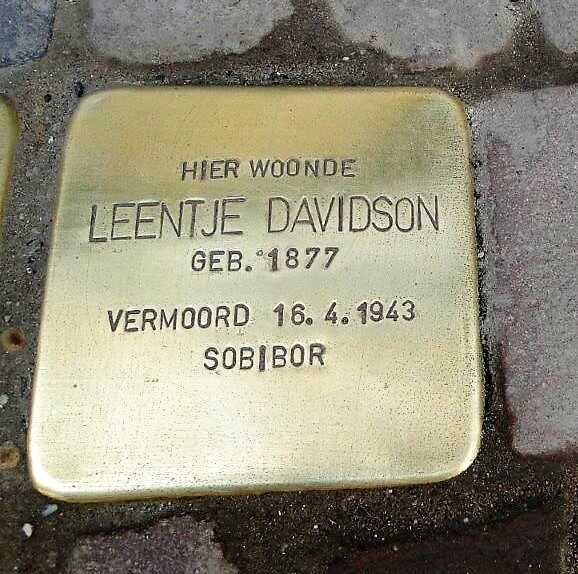 HIER WOONDE
LEENTJE DAVIDSON
GEB. 1877
VERMOORD 16.4.1943
SOBIBOR